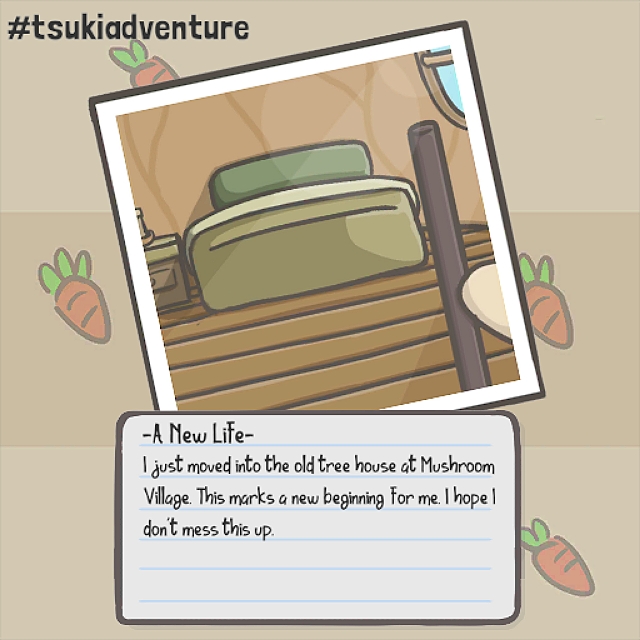 #tsukiadventure
-A New Life-
I just moved into the old tree house at Mushroom
Village. This marks a new beginning for me. I hope I
don't mess this up.